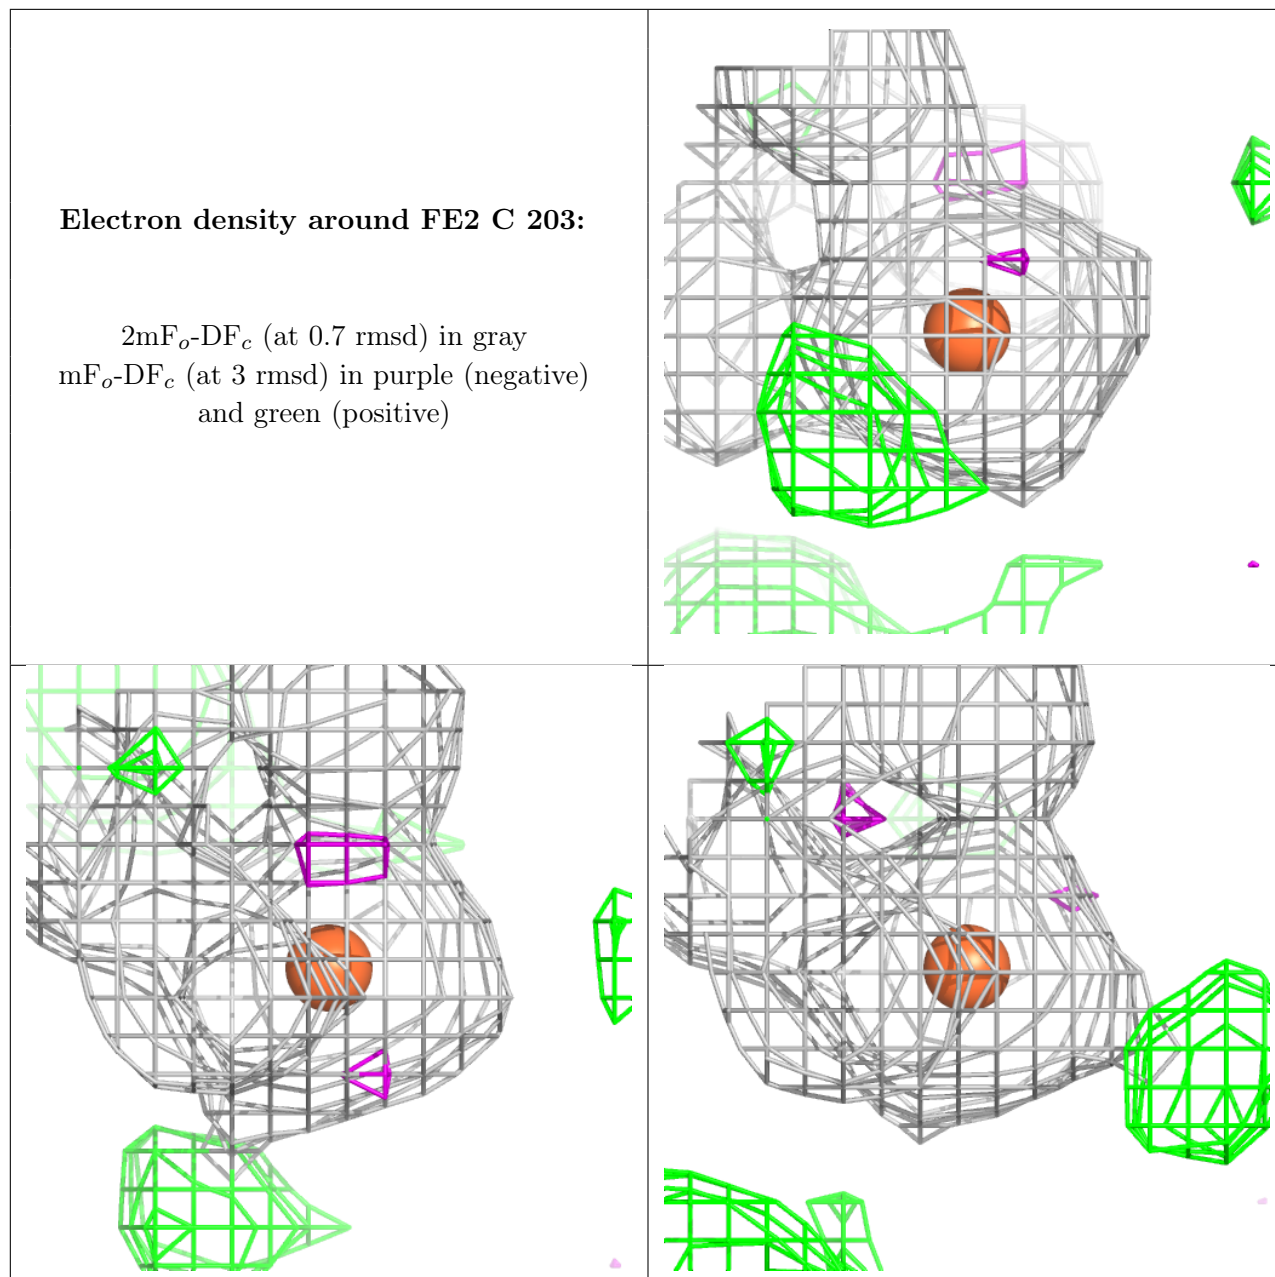 Electron density around FE2 C 203:
2mFo-DFc (at 0.7 rmsd) in gray
mFo-DFc (at 3 rmsd) in purple (negative)
and green (positive)